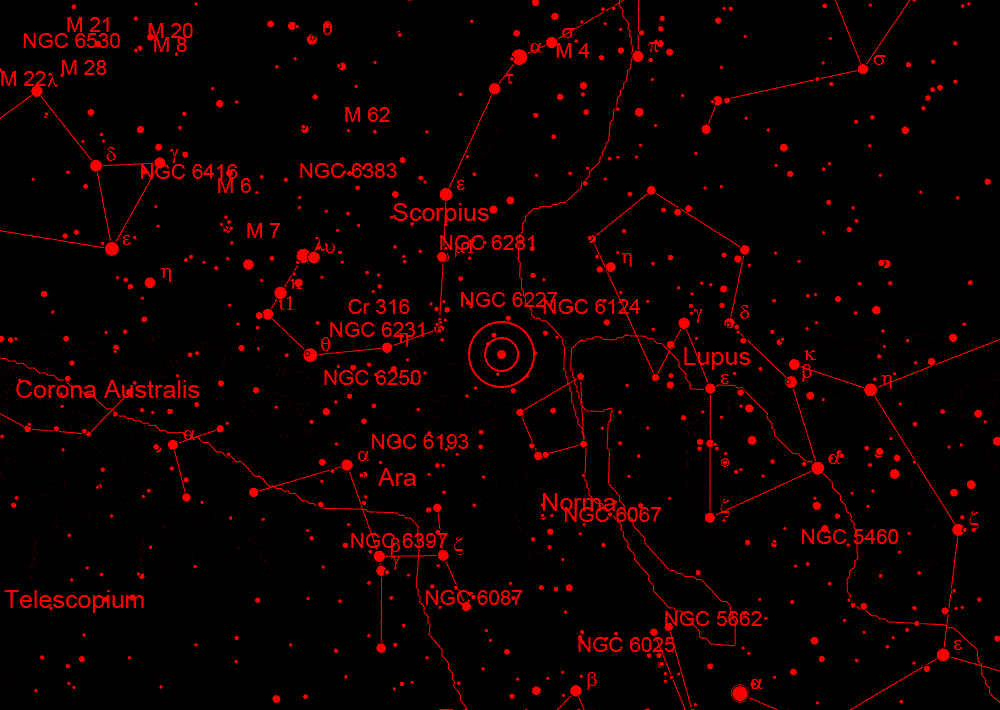 M 21
M 20
θ
σ
NGC 6530
M 8
α
M 4
π
σ
M 28
M 22 λ
τ
M 62
δ
γ
NGC 6416
NGC 6383
M 6
ε
Scorpius
M 7
λ υ
NGC 6281
ε
η
η
κ
ι1
Cr 316
NGC 6227
NGC 6124
γ
δ
NGC 6231
θ
Lupus
κ
β
NGC 6250
ε
η
Corona Australis
α
NGC 6193
α
Ara
α
Norma
NGC 6067
ζ
ζ
NGC 6397
β
ζ
NGC 5460
γ
Telescopium
NGC 6087
NGC 5662
NGC 6025
ε
β
α